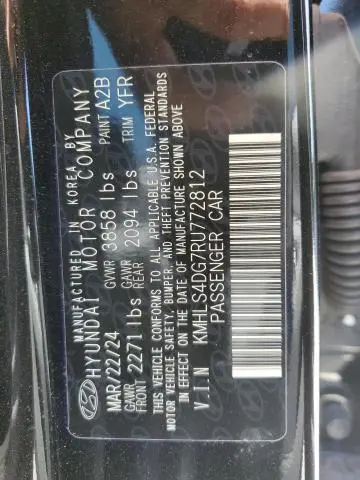 MANUFACTURED IN KOREA BY
HYUNDAI MOTOR COMPANY
MAR/22/24 GVWR 3858 lbs PAINT A2B
GAWR FRONT 2271 lbs GAWR REAR 2094 lbs TRIM YFR
THIS VEHICLE CONFORMS TO ALL APPLICABLE U.S.A. FEDERAL
MOTOR VEHICLE SAFETY, BUMPER, AND THEFT PREVENTION
STANDARDS IN EFFECT ON THE DATE OF MANUFACTURE SHOWN ABOVE
V.I.N KMHLS4DG7RU772812
PASSENGER CAR